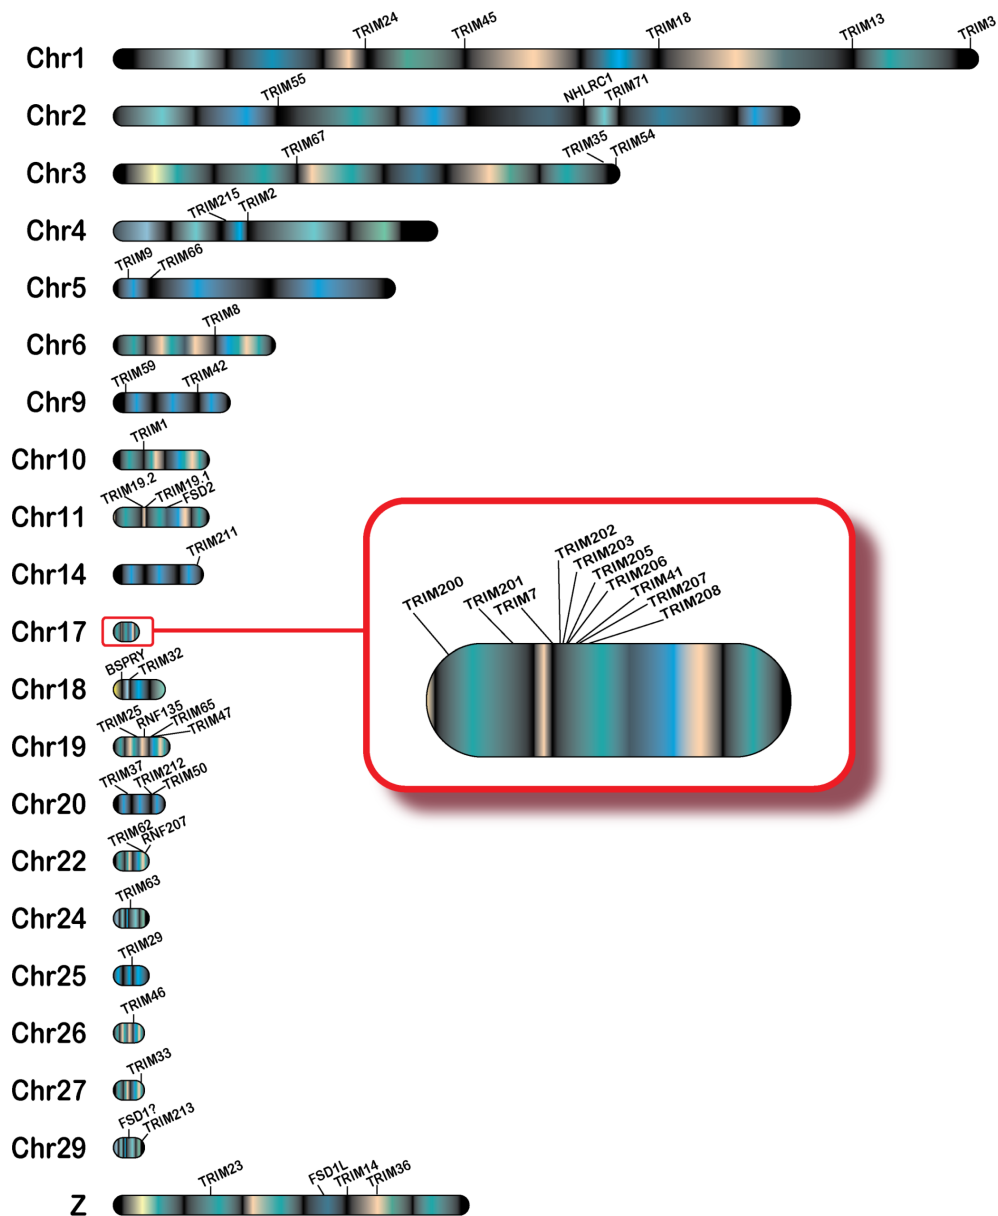 Chr1 TRIM24 TRIM45 TRIM18 TRIM13 TRIM3
Chr2 TRIM55 NHLRC1 TRIM71
Chr3 TRIM67 TRIM35 TRIM54
Chr4 TRIM215 TRIM2
Chr5 TRIM9 TRIM66
Chr6 TRIM8
Chr9 TRIM59 TRIM42
Chr10 TRIM1
Chr11 TRIM19.2 TRIM19.1 FSD2
Chr14 TRIM211
Chr17
TRIM200 TRIM201 TRIM7 TRIM202 TRIM203 TRIM205 TRIM206 TRIM41 TRIM207 TRIM208
Chr18 BSPRY TRIM32
Chr19 TRIM25 RNF135 TRIM65 TRIM47
Chr20 TRIM37 TRIM212 TRIM50
Chr22 TRIM62 RNF207
Chr24 TRIM63
Chr25 TRIM29
Chr26 TRIM46
Chr27 TRIM33
Chr29 FSD1? TRIM213
Z TRIM23 FSD1L TRIM14 TRIM36